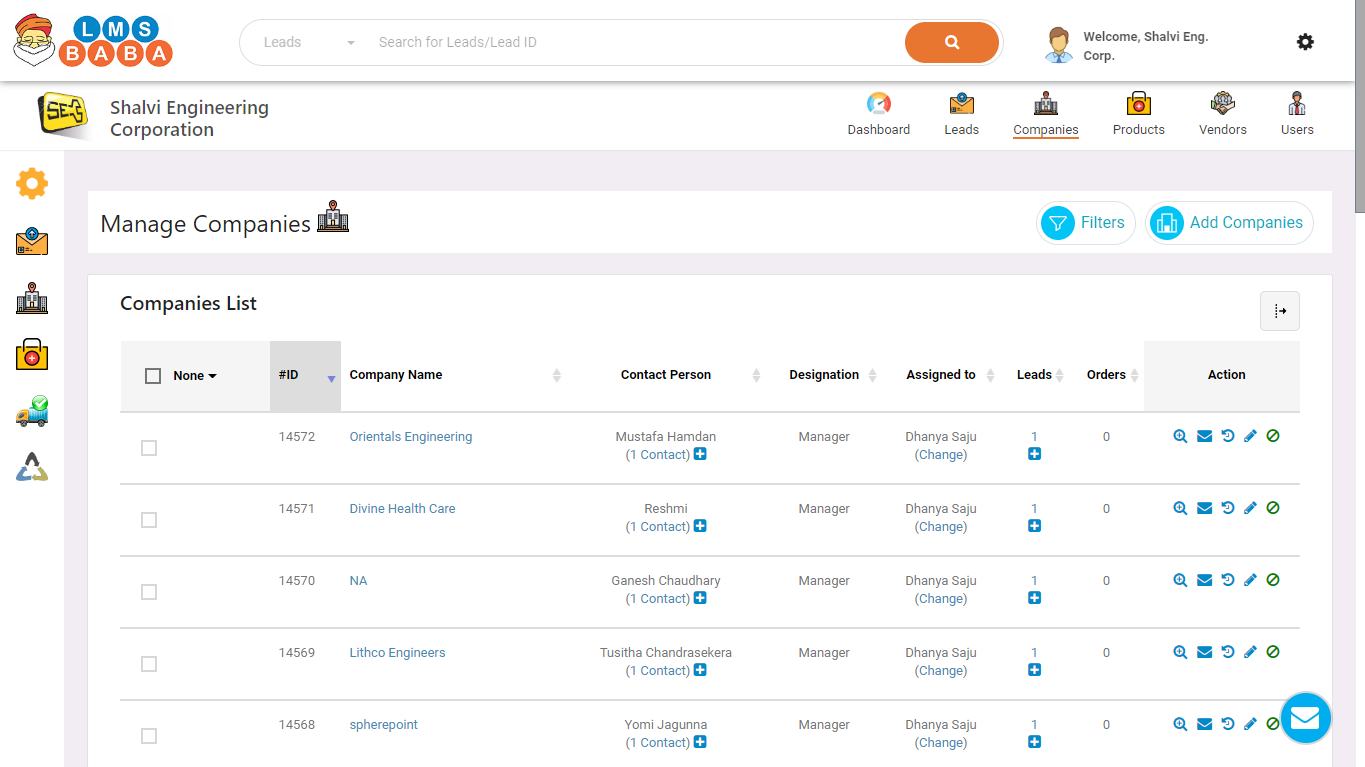 LMS
BABA
Leads
Search for Leads/Lead ID
Welcome, Shalvi Eng.
Corp.
SE
Shalvi Engineering
Corporation
Dashboard
Leads
Companies
Products
Vendors
Users
Manage Companies
Filters
Add Companies
Companies List
None #ID Company Name Contact Person Designation Assigned to Leads Orders Action
14572 Orientals Engineering Mustafa Hamdan Manager Dhanya Saju 1 0
(1 Contact) (Change)
14571 Divine Health Care Reshmi Manager Dhanya Saju 1 0
(1 Contact) (Change)
14570 NA Ganesh Chaudhary Manager Dhanya Saju 1 0
(1 Contact) (Change)
14569 Lithco Engineers Tusitha Chandrasekera Manager Dhanya Saju 1 0
(1 Contact) (Change)
14568 spherepoint Yomi Jagunna Manager Dhanya Saju 1 0
(1 Contact) (Change)